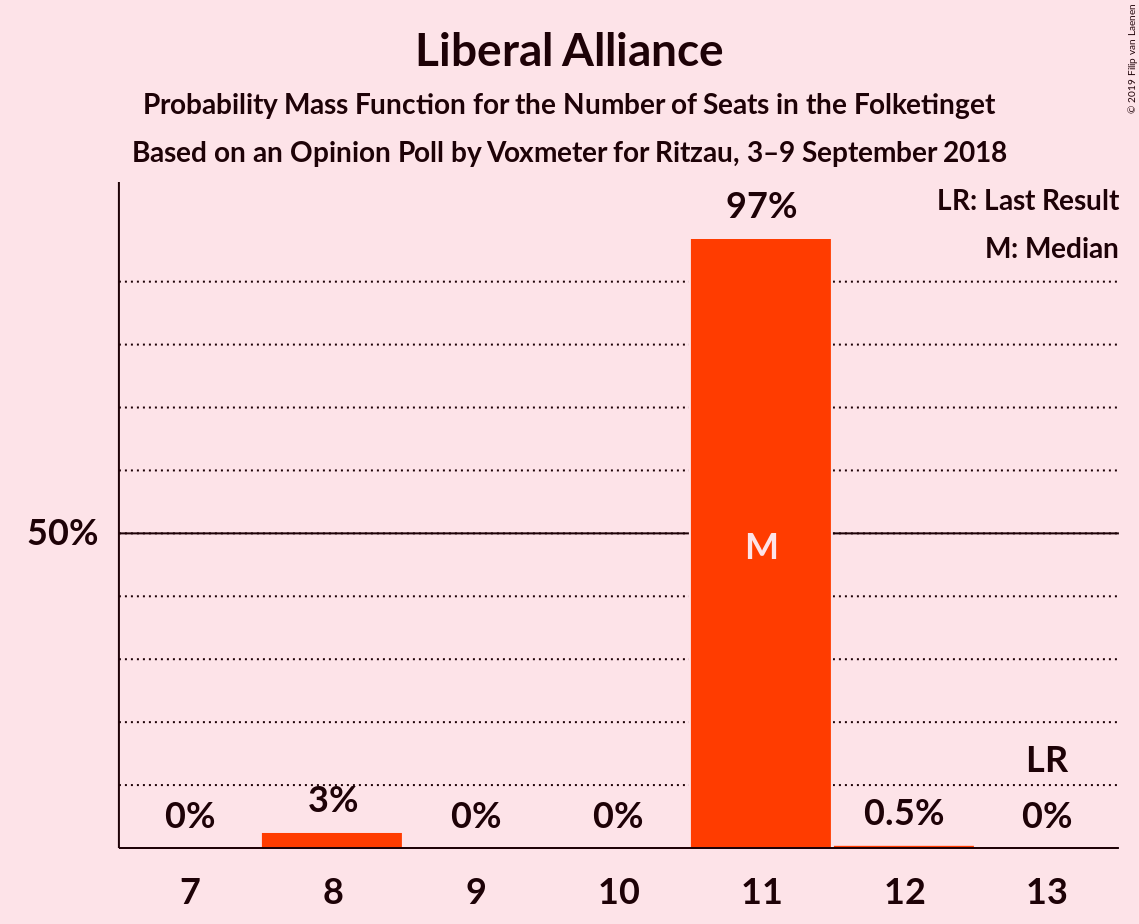 Liberal Alliance
Probability Mass Function for the Number of Seats in the Folketinget
Based on an Opinion Poll by Voxmeter for Ritzau, 3–9 September 2018
© 2019 Filip van Laenen
LR: Last Result
M: Median
97%
50%
M
LR
0%
3%
0%
0%
0.5%
0%
7
8
9
10
11
12
13